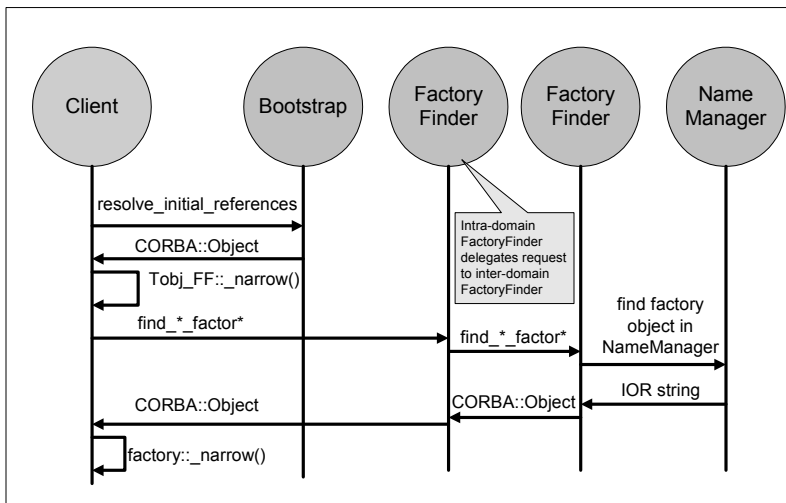 Client
Bootstrap
Factory
Finder
Factory
Finder
Name
Manager
resolve_initial_references
CORBA::Object
Tobj_FF::_narrow()
Intra-domain
FactoryFinder
delegates request
to inter-domain
FactoryFinder
find_*_factor*
find_*_factor*
find factory
object in
NameManager
IOR string
CORBA::Object
CORBA::Object
factory::_narrow()